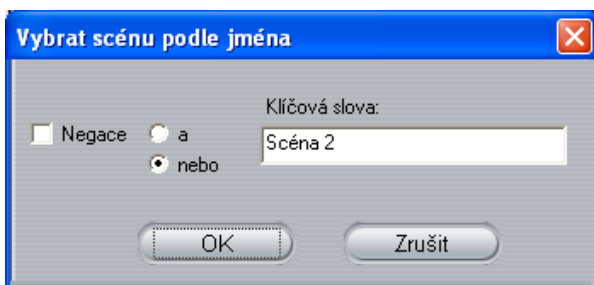 Vybrat scénu podle jména
Klíčová slova:
Negace
a
Scéna 2
nebo
OK
Zrušit